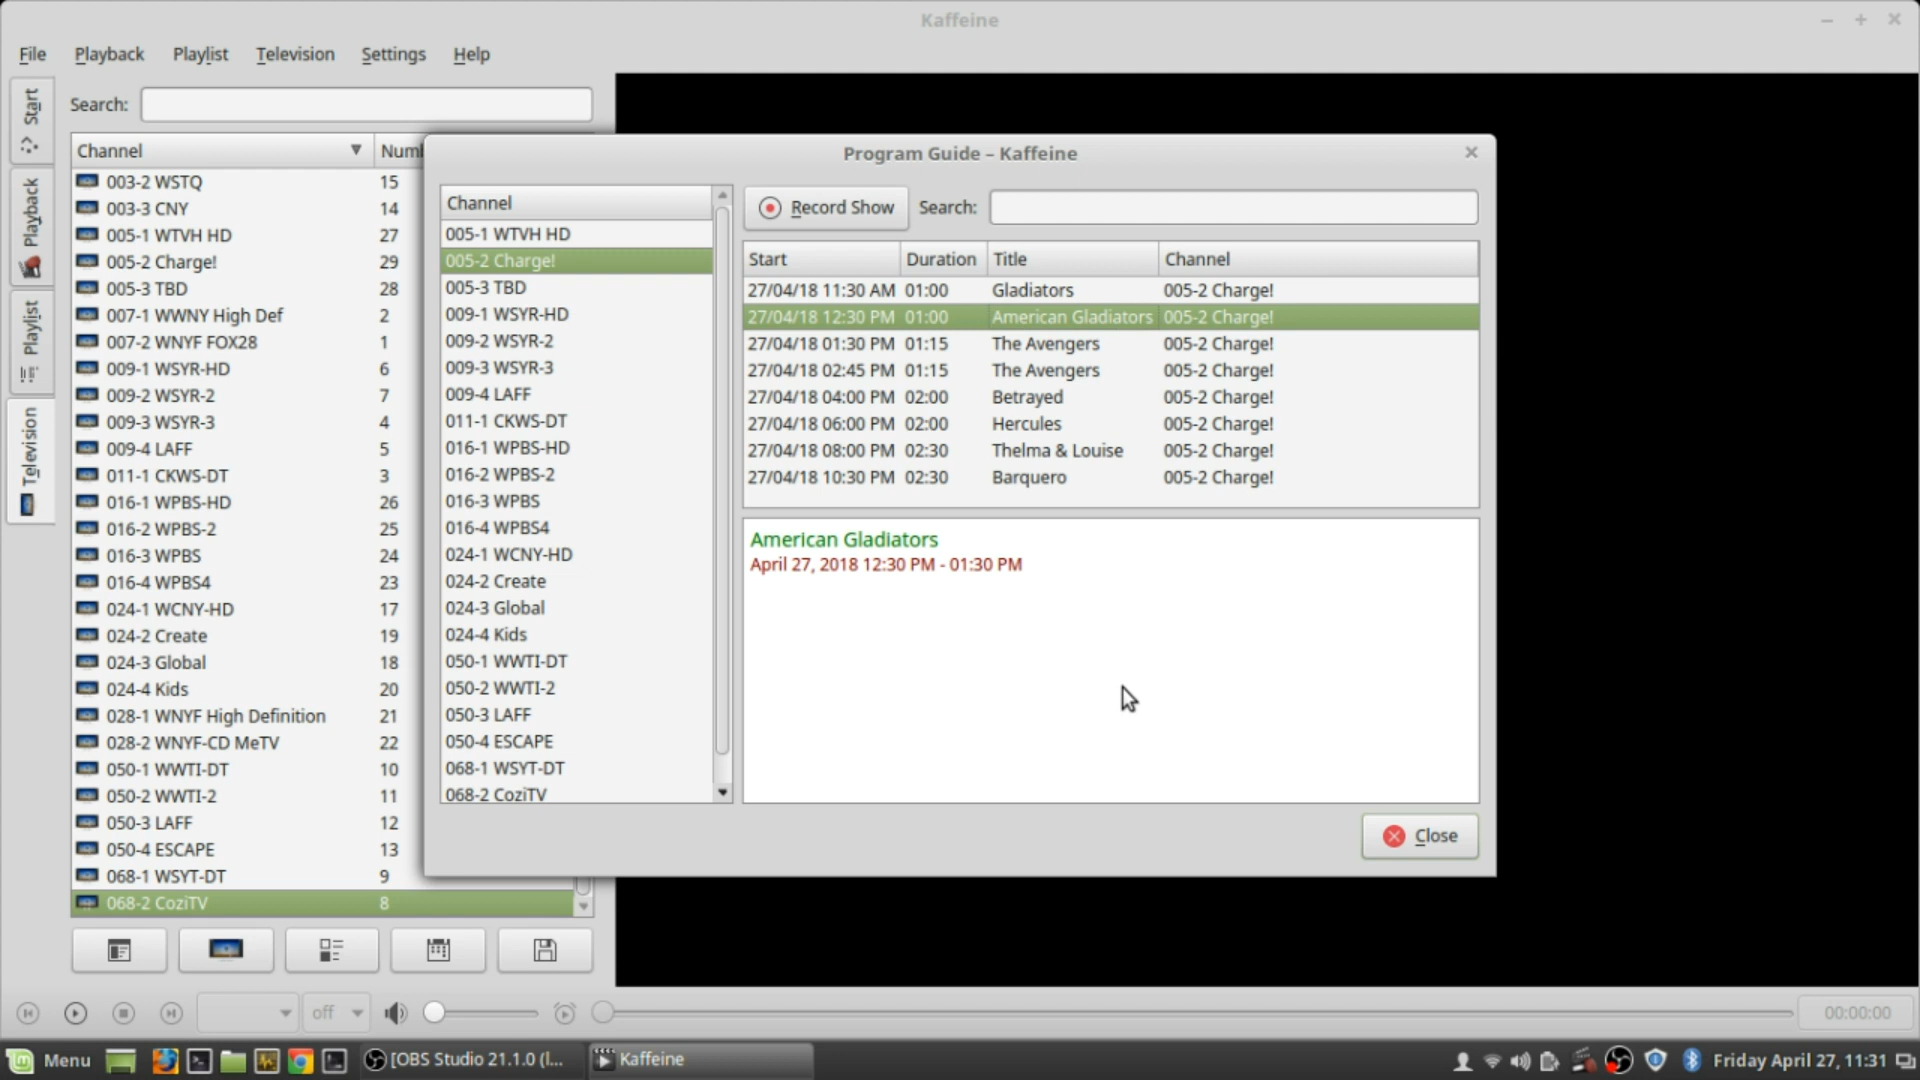 Kaffeine
File Playback Playlist Television Settings Help
Start
Playback
Playlist
Television
Search:
Channel Num
003-2 WSTQ 15
003-3 CNY 14
005-1 WTVH HD 27
005-2 Charge! 29
005-3 TBD 28
007-1 WWNY High Def 2
007-2 WNYF FOX28 1
009-1 WSYR-HD 6
009-2 WSYR-2 7
009-3 WSYR-3 4
009-4 LAFF 5
011-1 CKWS-DT 3
016-1 WPBS-HD 26
016-2 WPBS-2 25
016-3 WPBS 24
016-4 WPBS4 23
024-1 WCNY-HD 17
024-2 Create 19
024-3 Global 18
024-4 Kids 20
028-1 WNYF High Definition 21
028-2 WNYF-CD MeTV 22
050-1 WWTI-DT 10
050-2 WWTI-2 11
050-3 LAFF 12
050-4 ESCAPE 13
068-1 WSYT-DT 9
068-2 CoziTV 8
Program Guide – Kaffeine
Channel
005-1 WTVH HD
005-2 Charge!
005-3 TBD
009-1 WSYR-HD
009-2 WSYR-2
009-3 WSYR-3
009-4 LAFF
011-1 CKWS-DT
016-1 WPBS-HD
016-2 WPBS-2
016-3 WPBS
016-4 WPBS4
024-1 WCNY-HD
024-2 Create
024-3 Global
024-4 Kids
050-1 WWTI-DT
050-2 WWTI-2
050-3 LAFF
050-4 ESCAPE
068-1 WSYT-DT
068-2 CoziTV
Record Show Search:
Start Duration Title Channel
27/04/18 11:30 AM 01:00 Gladiators 005-2 Charge!
27/04/18 12:30 PM 01:00 American Gladiators 005-2 Charge!
27/04/18 01:30 PM 01:15 The Avengers 005-2 Charge!
27/04/18 02:45 PM 01:15 The Avengers 005-2 Charge!
27/04/18 04:00 PM 02:00 Betrayed 005-2 Charge!
27/04/18 06:00 PM 02:00 Hercules 005-2 Charge!
27/04/18 08:00 PM 02:30 Thelma & Louise 005-2 Charge!
27/04/18 10:30 PM 02:30 Barquero 005-2 Charge!
American Gladiators
April 27, 2018 12:30 PM - 01:30 PM
Close
off 00:00:00
Menu [OBS Studio 21.1.0 (l... Kaffeine Friday April 27, 11:31